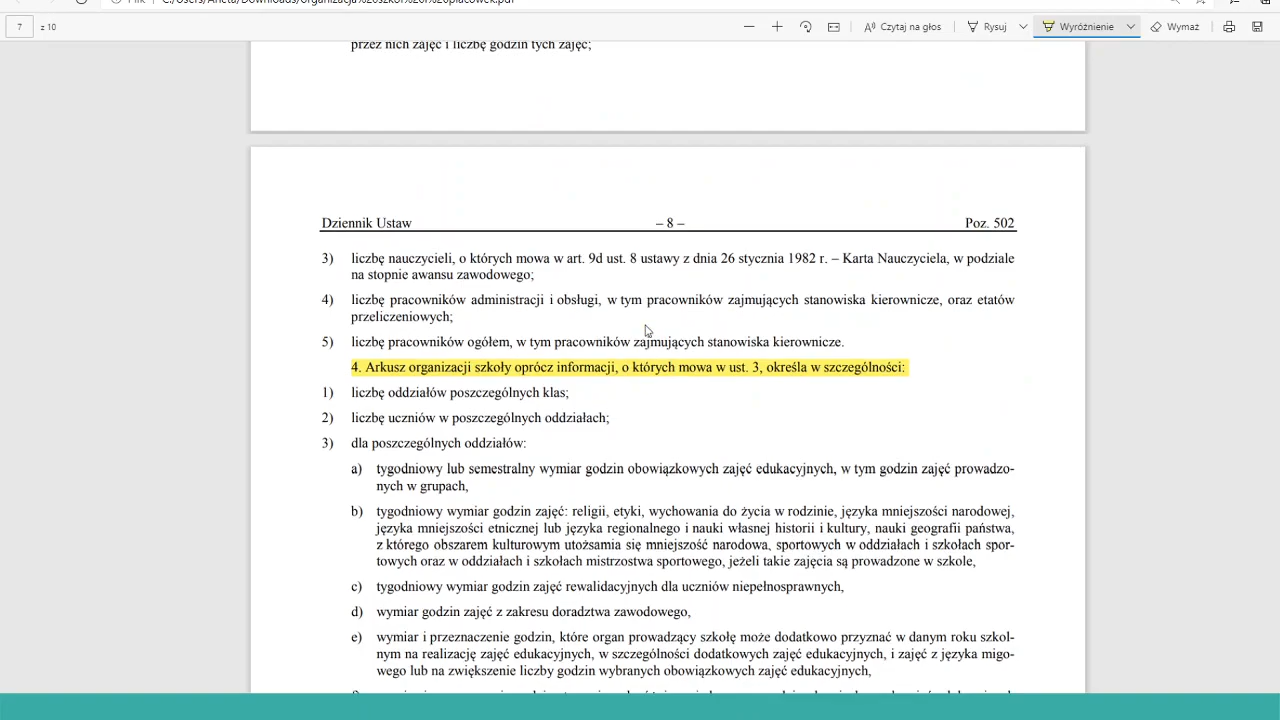 7 z 10
Czytaj na głos
Rysuj
Wyróżnienie
Wymaż
przez nich zajęć i liczbę godzin tych zajęć;
Dziennik Ustaw – 8 – Poz. 502
3) liczbę nauczycieli, o których mowa w art. 9d ust. 8 ustawy z dnia 26 stycznia 1982 r. – Karta Nauczyciela, w podziale
na stopnie awansu zawodowego;
4) liczbę pracowników administracji i obsługi, w tym pracowników zajmujących stanowiska kierownicze, oraz etatów
przeliczeniowych;
5) liczbę pracowników ogółem, w tym pracowników zajmujących stanowiska kierownicze.
4. Arkusz organizacji szkoły oprócz informacji, o których mowa w ust. 3, określa w szczególności:
1) liczbę oddziałów poszczególnych klas;
2) liczbę uczniów w poszczególnych oddziałach;
3) dla poszczególnych oddziałów:
a) tygodniowy lub semestralny wymiar godzin obowiązkowych zajęć edukacyjnych, w tym godzin zajęć prowadzo-
nych w grupach,
b) tygodniowy wymiar godzin zajęć: religii, etyki, wychowania do życia w rodzinie, języka mniejszości narodowej,
języka mniejszości etnicznej lub języka regionalnego i nauki własnej historii i kultury, nauki geografii państwa,
z którego obszarem kulturowym utożsamia się mniejszość narodowa, sportowych w oddziałach i szkołach spor-
towych oraz w oddziałach i szkołach mistrzostwa sportowego, jeżeli takie zajęcia są prowadzone w szkole,
c) tygodniowy wymiar godzin zajęć rewalidacyjnych dla uczniów niepełnosprawnych,
d) wymiar godzin zajęć z zakresu doradztwa zawodowego,
e) wymiar i przeznaczenie godzin, które organ prowadzący szkołę może dodatkowo przyznać w danym roku szkol-
nym na realizację zajęć edukacyjnych, w szczególności dodatkowych zajęć edukacyjnych, i zajęć z języka migo-
wego lub na zwiększenie liczby godzin wybranych obowiązkowych zajęć edukacyjnych,